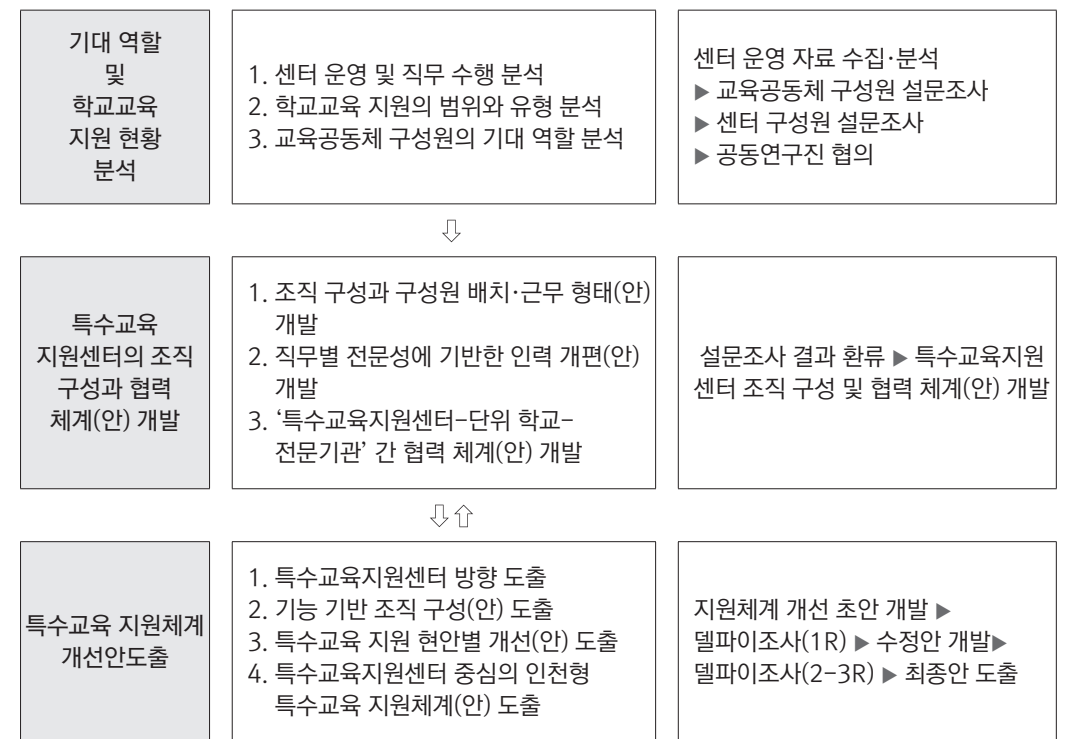 기대 역할
및
학교교육
지원 현황
분석
1. 센터 운영 및 직무 수행 분석
2. 학교교육 지원의 범위와 유형 분석
3. 교육공동체 구성원의 기대 역할 분석
센터 운영 자료 수집·분석
▶ 교육공동체 구성원 설문조사
▶ 센터 구성원 설문조사
▶ 공동연구진 협의
⇩
특수교육
지원센터의 조직
구성과 협력
체계(안) 개발
1. 조직 구성과 구성원 배치·근무 형태(안)
개발
2. 직무별 전문성에 기반한 인력 개편(안)
개발
3. ‘특수교육지원센터-단위 학교-
전문기관’ 간 협력 체계(안) 개발
설문조사 결과 환류 ▶ 특수교육지원
센터 조직 구성 및 협력 체계(안) 개발
⇩⇧
특수교육 지원체계
개선안도출
1. 특수교육지원센터 방향 도출
2. 기능 기반 조직 구성(안) 도출
3. 특수교육 지원 현안별 개선(안) 도출
4. 특수교육지원센터 중심의 인천형
특수교육 지원체계(안) 도출
지원체계 개선 초안 개발 ▶
델파이조사(1R) ▶ 수정안 개발▶
델파이조사(2-3R) ▶ 최종안 도출